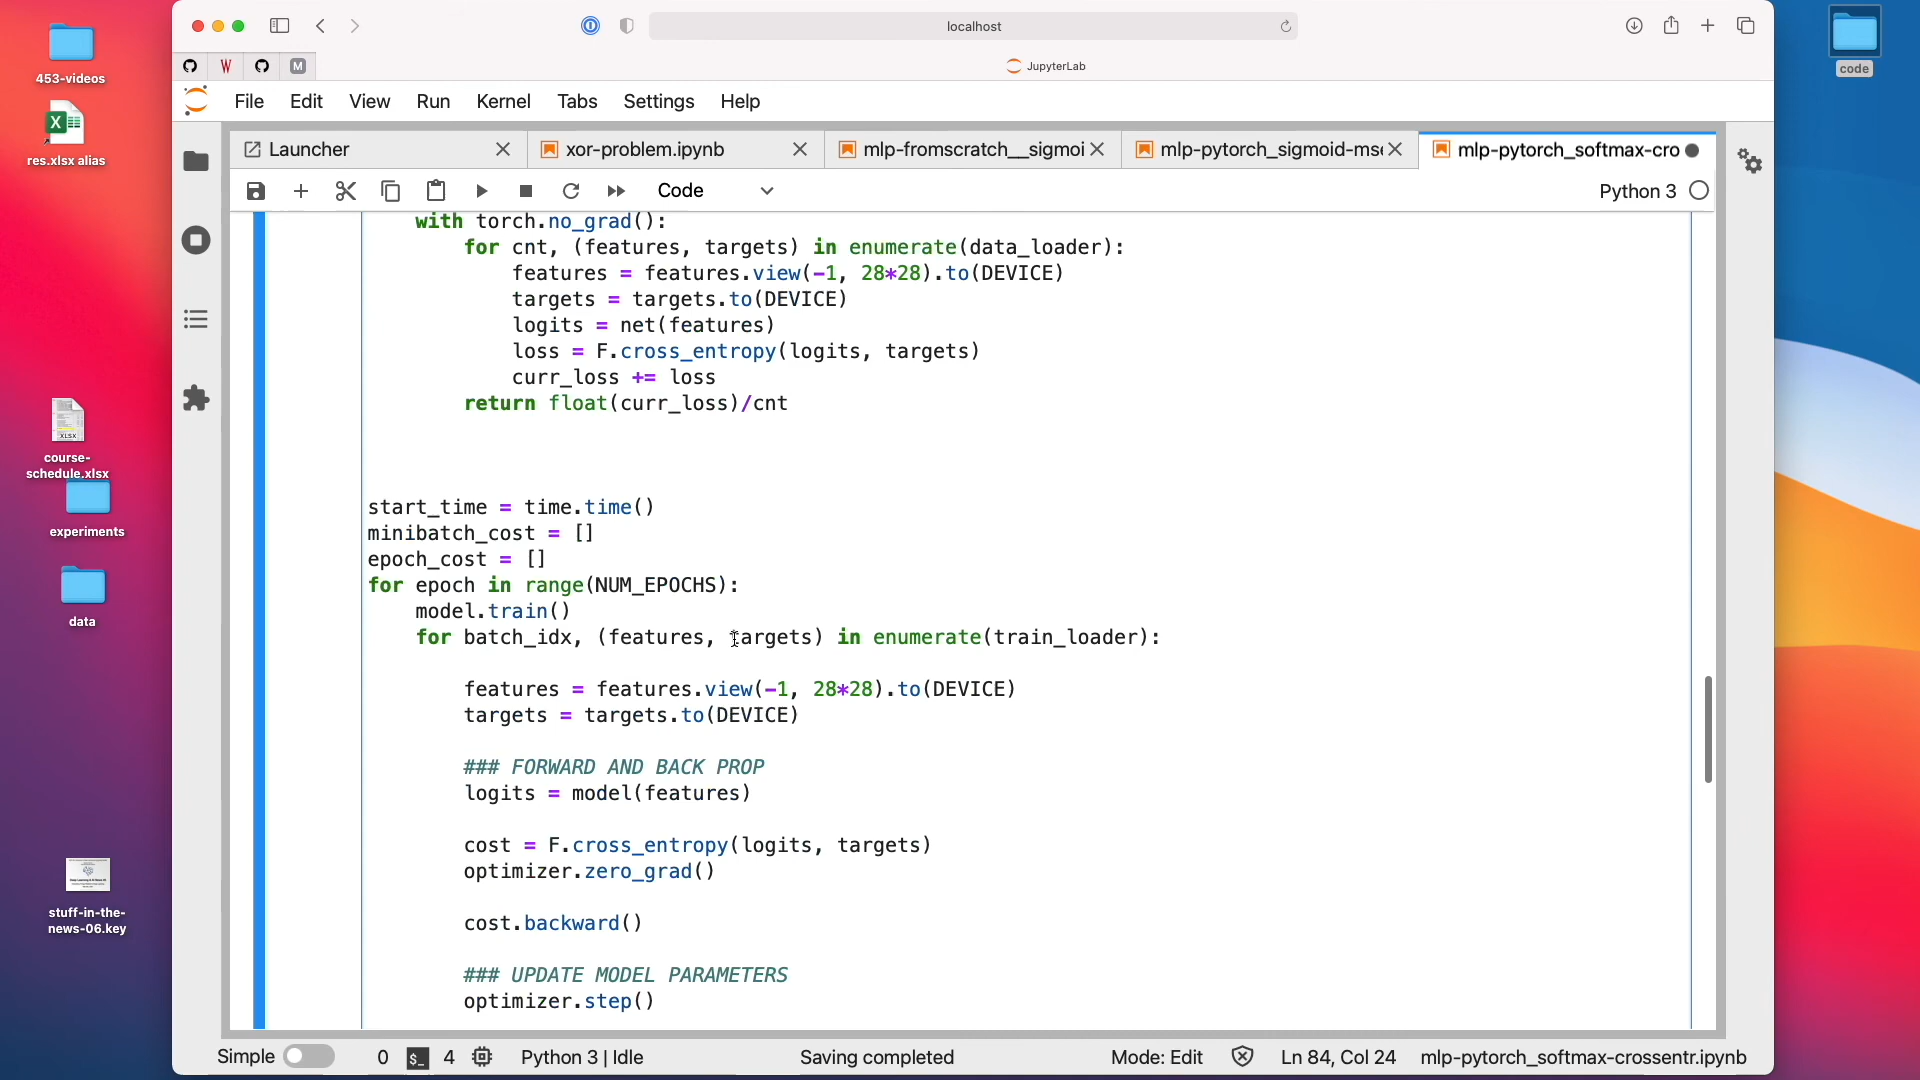 453-videos
res.xlsx alias
XLSX
course-
schedule.xlsx
experiments
data
stuff-in-the-
news-06.key
code
localhost
W
M
JupyterLab
File Edit View Run Kernel Tabs Settings Help
Launcher
xor-problem.ipynb
mlp-fromscratch__sigmoi
mlp-pytorch_sigmoid-mse
mlp-pytorch_softmax-cro
Code
Python 3
with torch.no_grad():
for cnt, (features, targets) in enumerate(data_loader):
features = features.view(-1, 28*28).to(DEVICE)
targets = targets.to(DEVICE)
logits = net(features)
loss = F.cross_entropy(logits, targets)
curr_loss += loss
return float(curr_loss)/cnt
start_time = time.time()
minibatch_cost = []
epoch_cost = []
for epoch in range(NUM_EPOCHS):
model.train()
for batch_idx, (features, targets) in enumerate(train_loader):
features = features.view(-1, 28*28).to(DEVICE)
targets = targets.to(DEVICE)
### FORWARD AND BACK PROP
logits = model(features)
cost = F.cross_entropy(logits, targets)
optimizer.zero_grad()
cost.backward()
### UPDATE MODEL PARAMETERS
optimizer.step()
Simple 0 $_ 4 Python 3 | Idle Saving completed Mode: Edit Ln 84, Col 24 mlp-pytorch_softmax-crossentr.ipynb